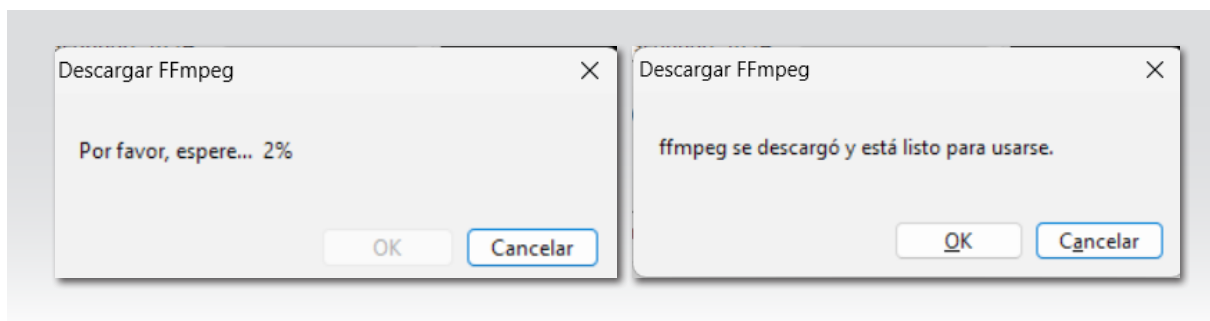 Descargar FFmpeg
Por favor, espere... 2%
OK
Cancelar
Descargar FFmpeg
ffmpeg se descargó y está listo para usarse.
OK
Cancelar